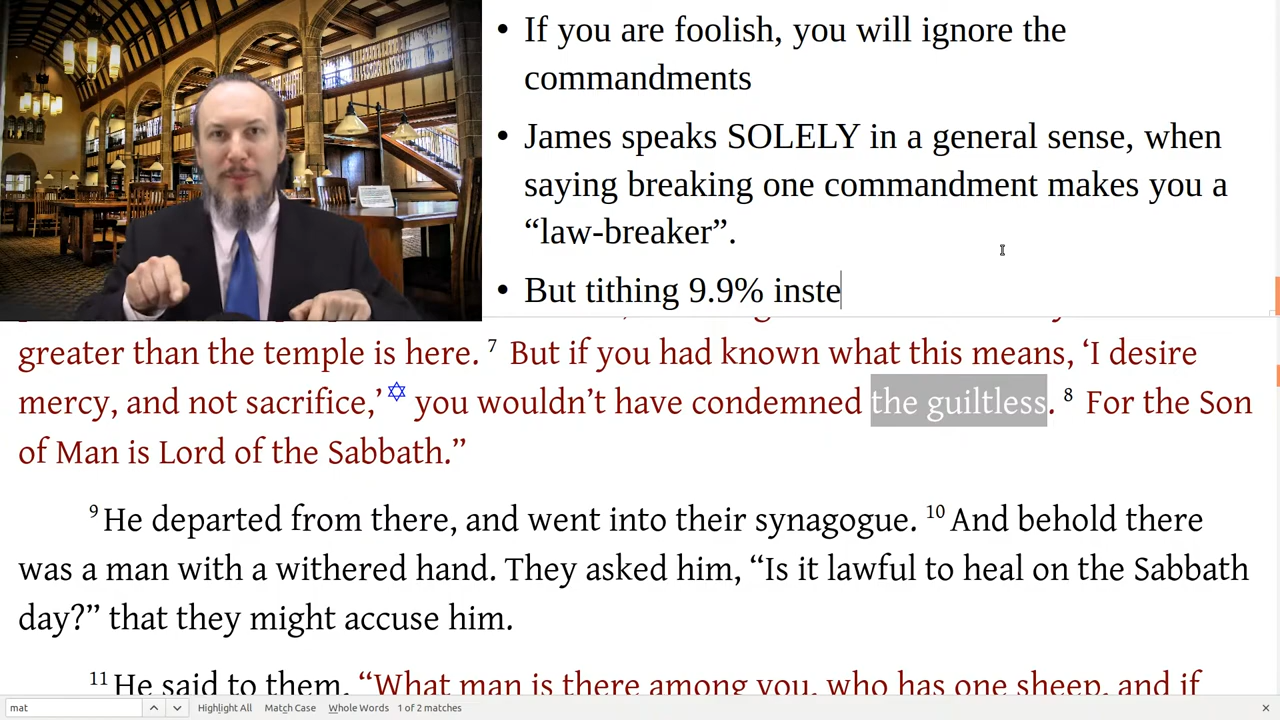 If you are foolish, you will ignore the
commandments
James speaks SOLELY in a general sense, when
saying breaking one commandment makes you a
“law-breaker”.
But tithing 9.9% inste
greater than the temple is here. 7 But if you had known what this means, ‘I desire
mercy, and not sacrifice,’ you wouldn’t have condemned the guiltless. 8 For the Son
of Man is Lord of the Sabbath.”
9 He departed from there, and went into their synagogue. 10 And behold there
was a man with a withered hand. They asked him, “Is it lawful to heal on the Sabbath
day?” that they might accuse him.
11 He said to them, “What man is there among you, who has one sheep, and if
mat Highlight All Match Case Whole Words 1 of 2 matches